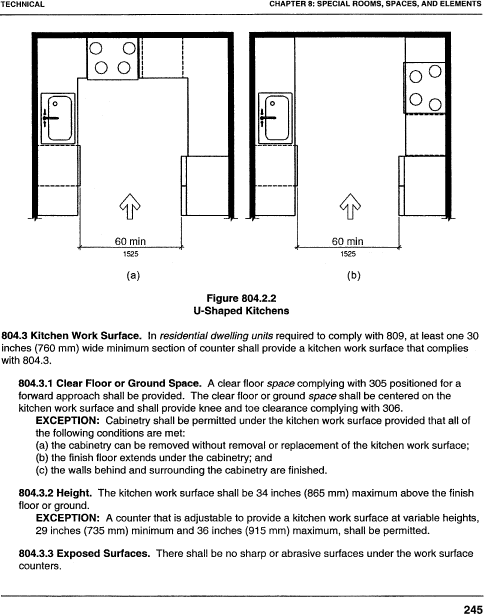 TECHNICAL
CHAPTER 8: SPECIAL ROOMS, SPACES, AND ELEMENTS
60 min
1525
60 min
1525
(a)
(b)
Figure 804.2.2
U-Shaped Kitchens
804.3 Kitchen Work Surface. In residential dwelling units required to comply with 809, at least one 30
inches (760 mm) wide minimum section of counter shall provide a kitchen work surface that complies
with 804.3.
804.3.1 Clear Floor or Ground Space. A clear floor space complying with 305 positioned for a
forward approach shall be provided. The clear floor or ground space shall be centered on the
kitchen work surface and shall provide knee and toe clearance complying with 306.
EXCEPTION: Cabinetry shall be permitted under the kitchen work surface provided that all of
the following conditions are met:
(a) the cabinetry can be removed without removal or replacement of the kitchen work surface;
(b) the finish floor extends under the cabinetry; and
(c) the walls behind and surrounding the cabinetry are finished.
804.3.2 Height. The kitchen work surface shall be 34 inches (865 mm) maximum above the finish
floor or ground.
EXCEPTION: A counter that is adjustable to provide a kitchen work surface at variable heights,
29 inches (735 mm) minimum and 36 inches (915 mm) maximum, shall be permitted.
804.3.3 Exposed Surfaces. There shall be no sharp or abrasive surfaces under the work surface
counters.
245